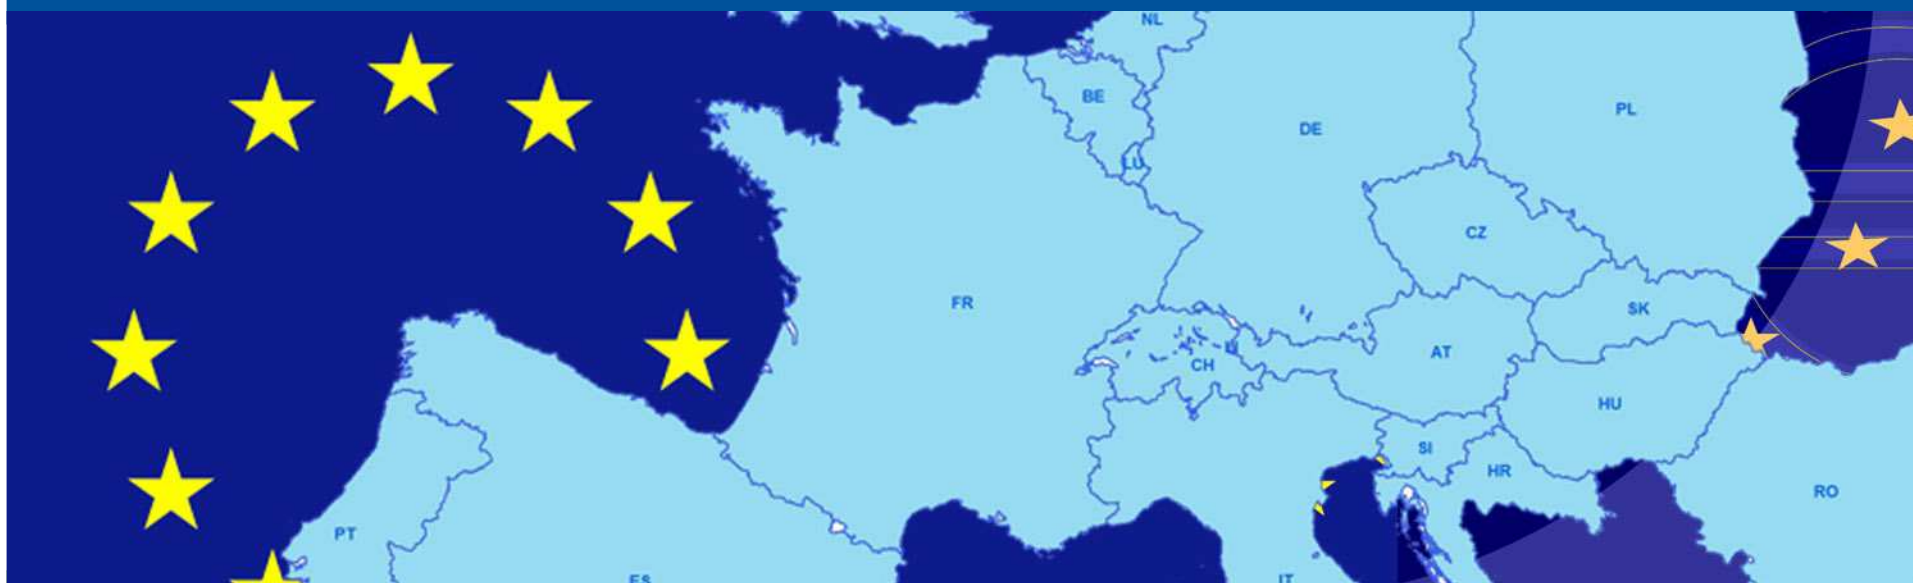 NL
BE
PL
DE
LU
CZ
FR
SK
AT
CH
HU
SI
HR
RO
PT
ES
IT